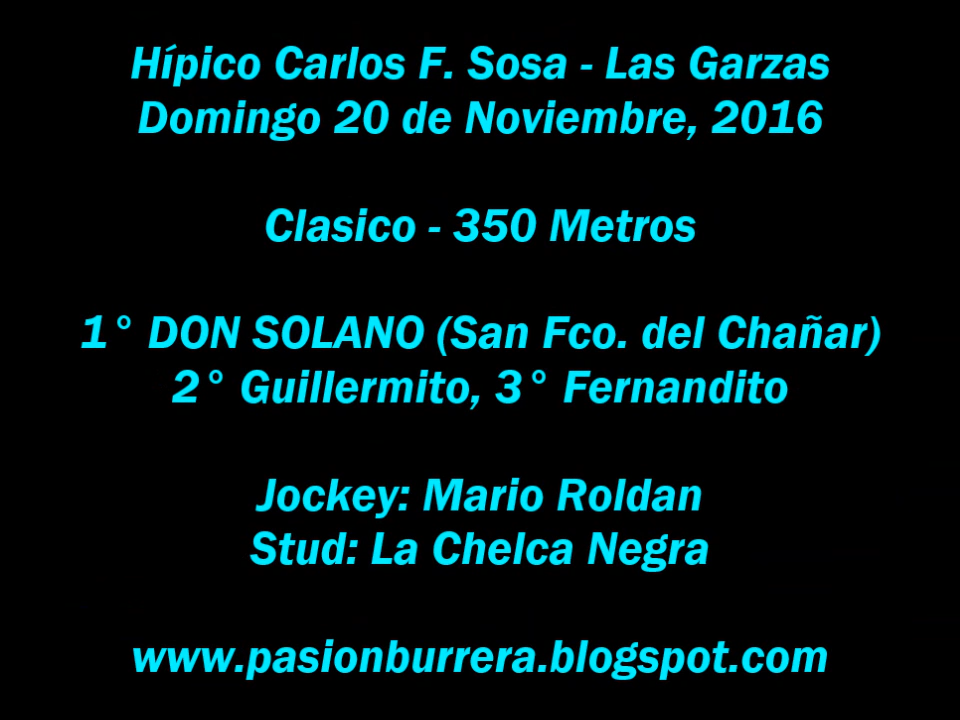 Hípico Carlos F. Sosa - Las Garzas
Domingo 20 de Noviembre, 2016
Clasico - 350 Metros
1° DON SOLANO (San Fco. del Chañar)
2° Guillermito, 3° Fernandito
Jockey: Mario Roldan
Stud: La Chelca Negra
www.pasionburrera.blogspot.com